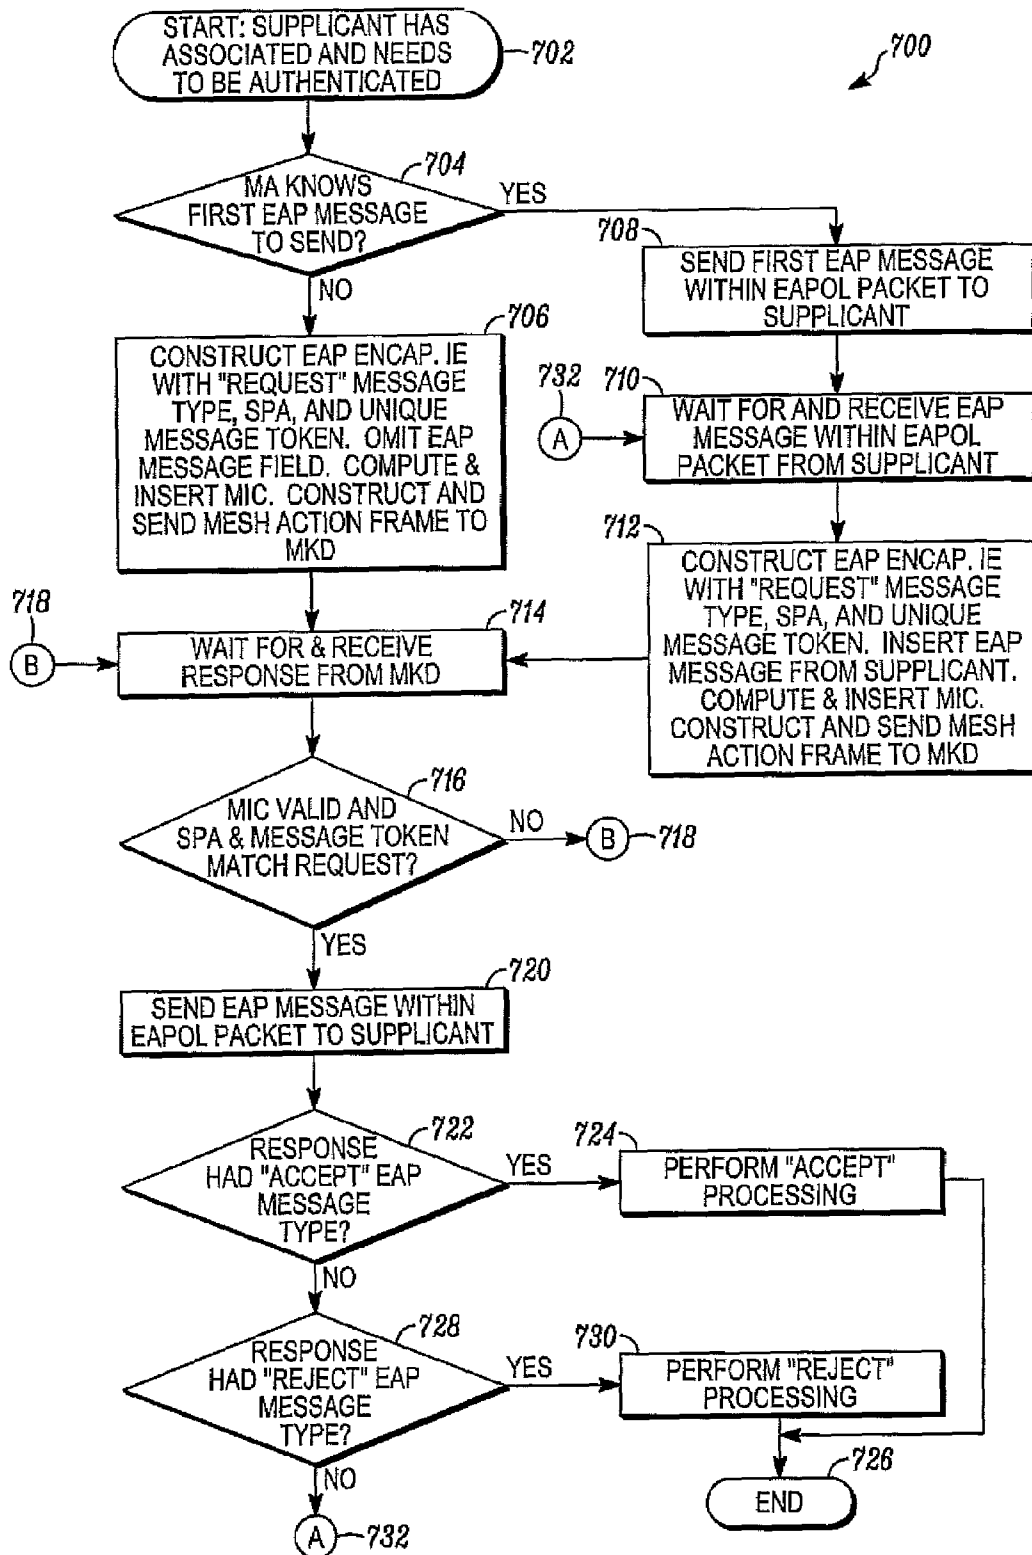 START: SUPPLICANT HAS
ASSOCIATED AND NEEDS
TO BE AUTHENTICATED
702
700
704
MA KNOWS
FIRST EAP MESSAGE
TO SEND?
YES
NO
708
SEND FIRST EAP MESSAGE
WITHIN EAPOL PACKET TO
SUPPLICANT
706
CONSTRUCT EAP ENCAP. IE
WITH "REQUEST" MESSAGE
TYPE, SPA, AND UNIQUE
MESSAGE TOKEN. OMIT EAP
MESSAGE FIELD. COMPUTE &
INSERT MIC. CONSTRUCT AND
SEND MESH ACTION FRAME TO
MKD
732
A
710
WAIT FOR AND RECEIVE EAP
MESSAGE WITHIN EAPOL
PACKET FROM SUPPLICANT
712
CONSTRUCT EAP ENCAP. IE
WITH "REQUEST" MESSAGE
TYPE, SPA, AND UNIQUE
MESSAGE TOKEN. INSERT EAP
MESSAGE FROM SUPPLICANT.
COMPUTE & INSERT MIC.
CONSTRUCT AND SEND MESH
ACTION FRAME TO MKD
718
B
714
WAIT FOR & RECEIVE
RESPONSE FROM MKD
716
MIC VALID AND
SPA & MESSAGE TOKEN
MATCH REQUEST?
NO
B
718
YES
720
SEND EAP MESSAGE WITHIN
EAPOL PACKET TO SUPPLICANT
722
RESPONSE
HAD "ACCEPT" EAP
MESSAGE
TYPE?
YES
724
PERFORM "ACCEPT"
PROCESSING
NO
728
RESPONSE
HAD "REJECT" EAP
MESSAGE
TYPE?
YES
730
PERFORM "REJECT"
PROCESSING
NO
726
END
A
732